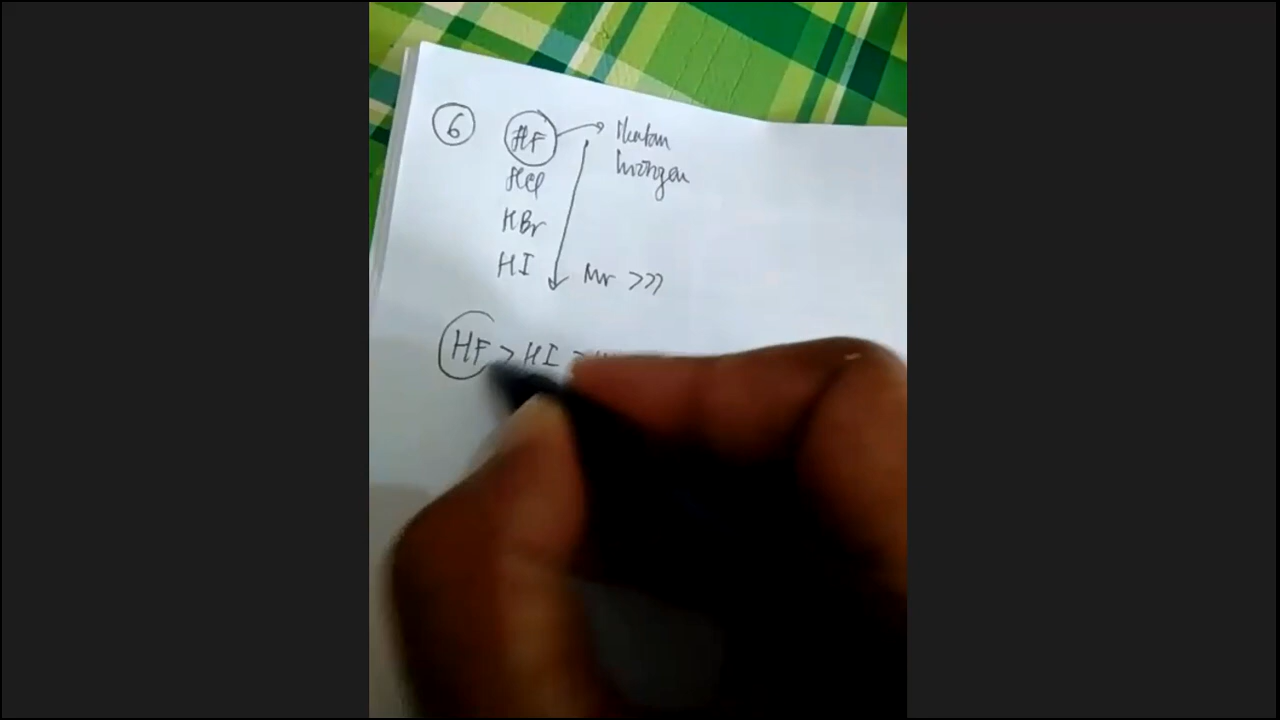 6
HF
Ikatan
hidrogen
HCl
HBr
HI
Mr >>>
HF > HI >